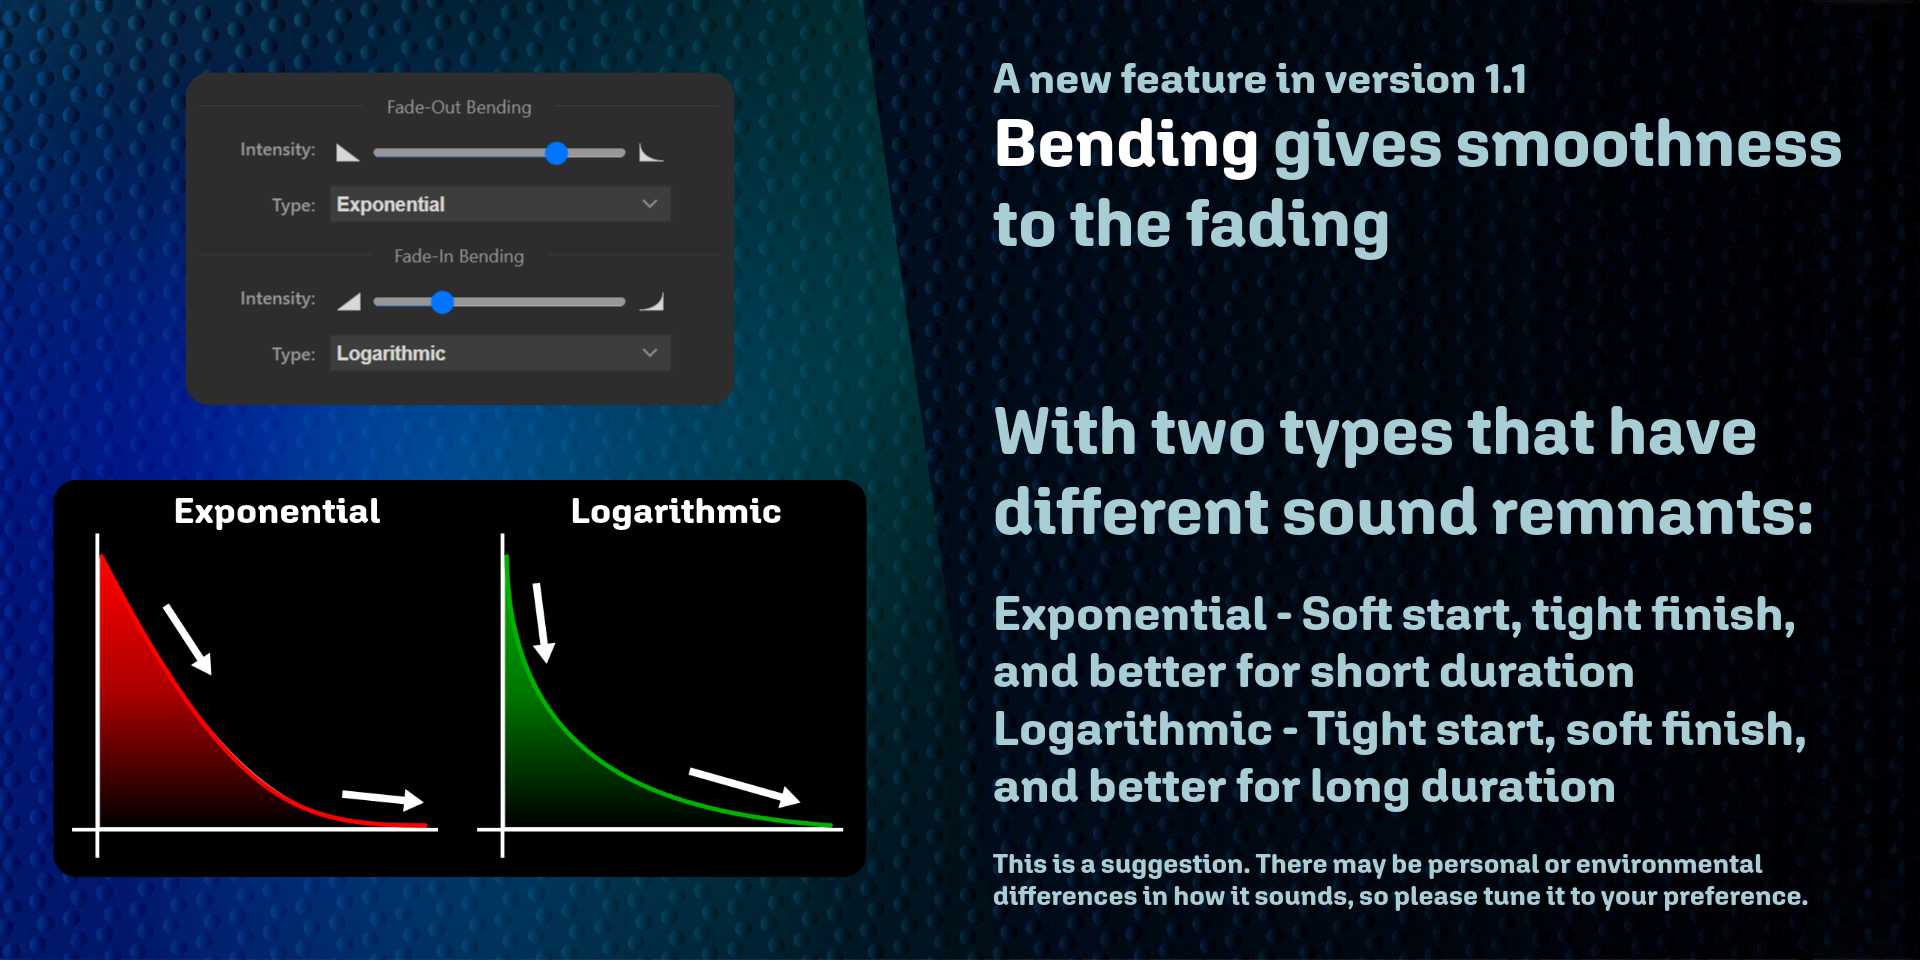 Fade-Out Bending
Intensity:
Type: Exponential
Fade-In Bending
Intensity:
Type: Logarithmic
Exponential
Logarithmic
A new feature in version 1.1
Bending gives smoothness
to the fading
With two types that have
different sound remnants:
Exponential - Soft start, tight finish,
and better for short duration
Logarithmic - Tight start, soft finish,
and better for long duration
This is a suggestion. There may be personal or environmental
differences in how it sounds, so please tune it to your preference.